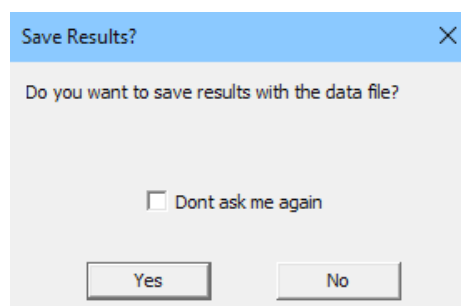 Save Results?
Do you want to save results with the data file?
Dont ask me again
Yes No